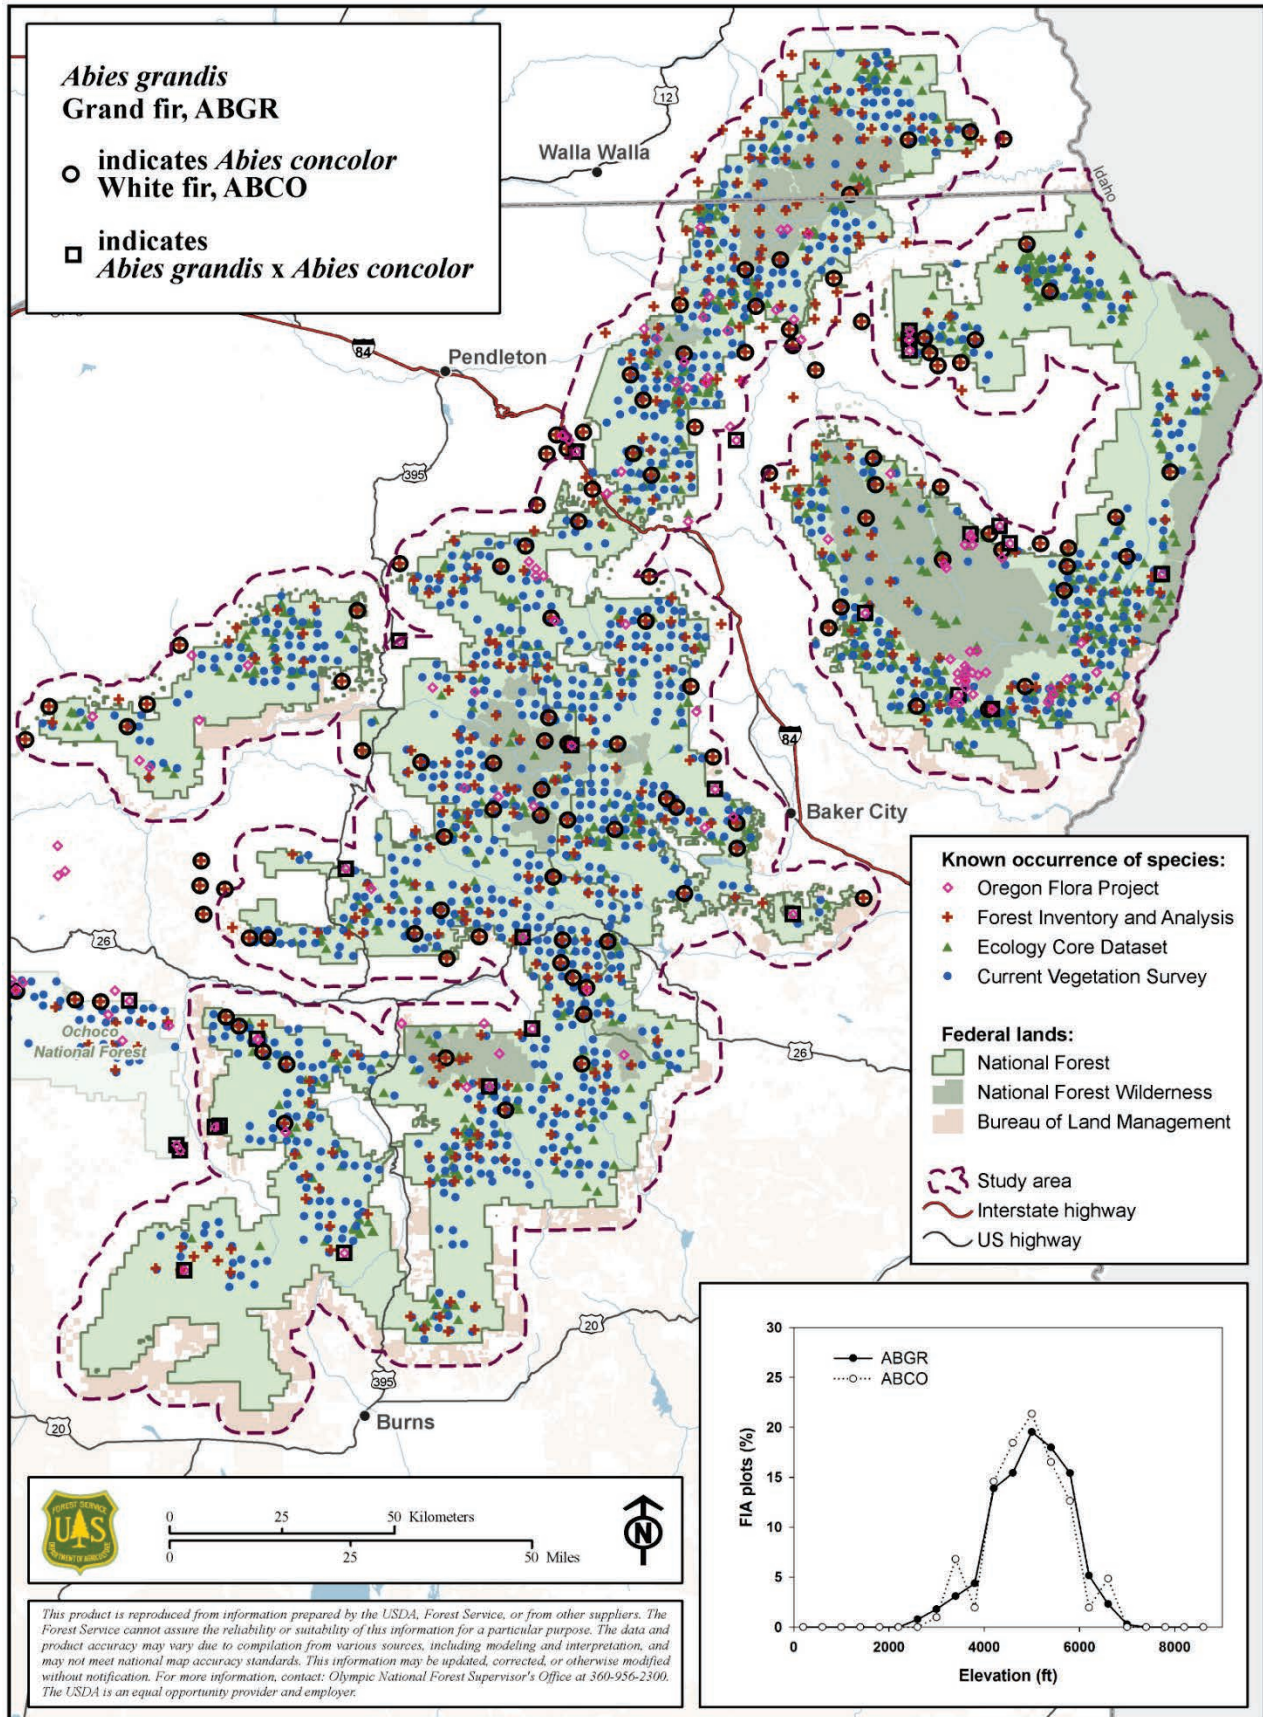 Abies grandis
Grand fir, ABGR
indicates Abies concolor
White fir, ABCO
indicates
Abies grandis x Abies concolor
12
Walla Walla
Idaho
84
Pendleton
395
84
Baker City
26
Ochoco
National Forest
26
20
395
20
Burns
Known occurrence of species:
Oregon Flora Project
Forest Inventory and Analysis
Ecology Core Dataset
Current Vegetation Survey
Federal lands:
National Forest
National Forest Wilderness
Bureau of Land Management
Study area
Interstate highway
US highway
30
25
20
15
10
5
0
FIA plots (%)
ABGR
ABCO
0
2000
4000
6000
8000
Elevation (ft)
FOREST SERVICE
U S
DEPARTMENT OF AGRICULTURE
0 25 50 Kilometers
0 25 50 Miles
N
This product is reproduced from information prepared by the USDA, Forest Service, or from other suppliers. The
Forest Service cannot assure the reliability or suitability of this information for a particular purpose. The data and
product accuracy may vary due to compilation from various sources, including modeling and interpretation, and
may not meet national map accuracy standards. This information may be updated, corrected, or otherwise modified
without notification. For more information, contact: Olympic National Forest Supervisor's Office at 360-956-2300.
The USDA is an equal opportunity provider and employer.